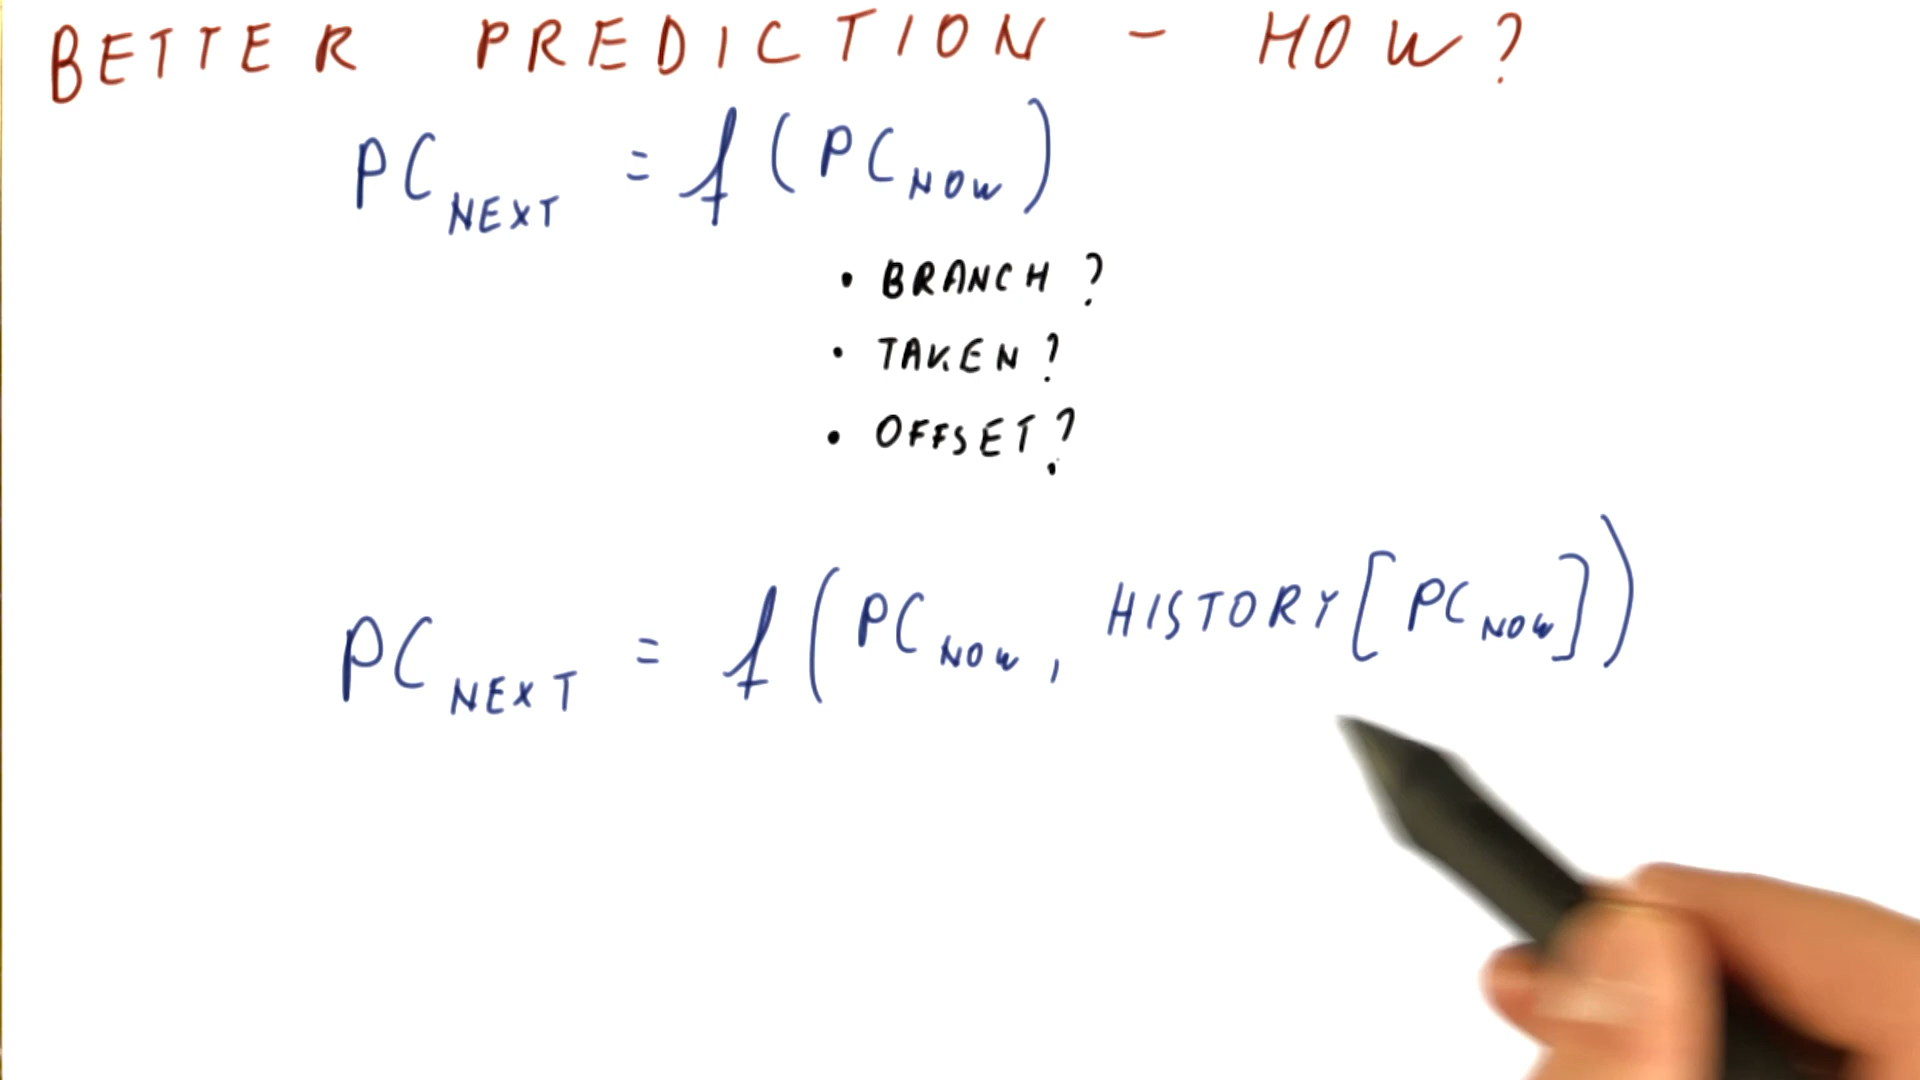 BETTER PREDICTION - HOW?
PC NEXT = f(PC NOW)
• BRANCH?
• TAKEN?
• OFFSET?
PC NEXT = f(PC NOW, HISTORY[PC NOW])